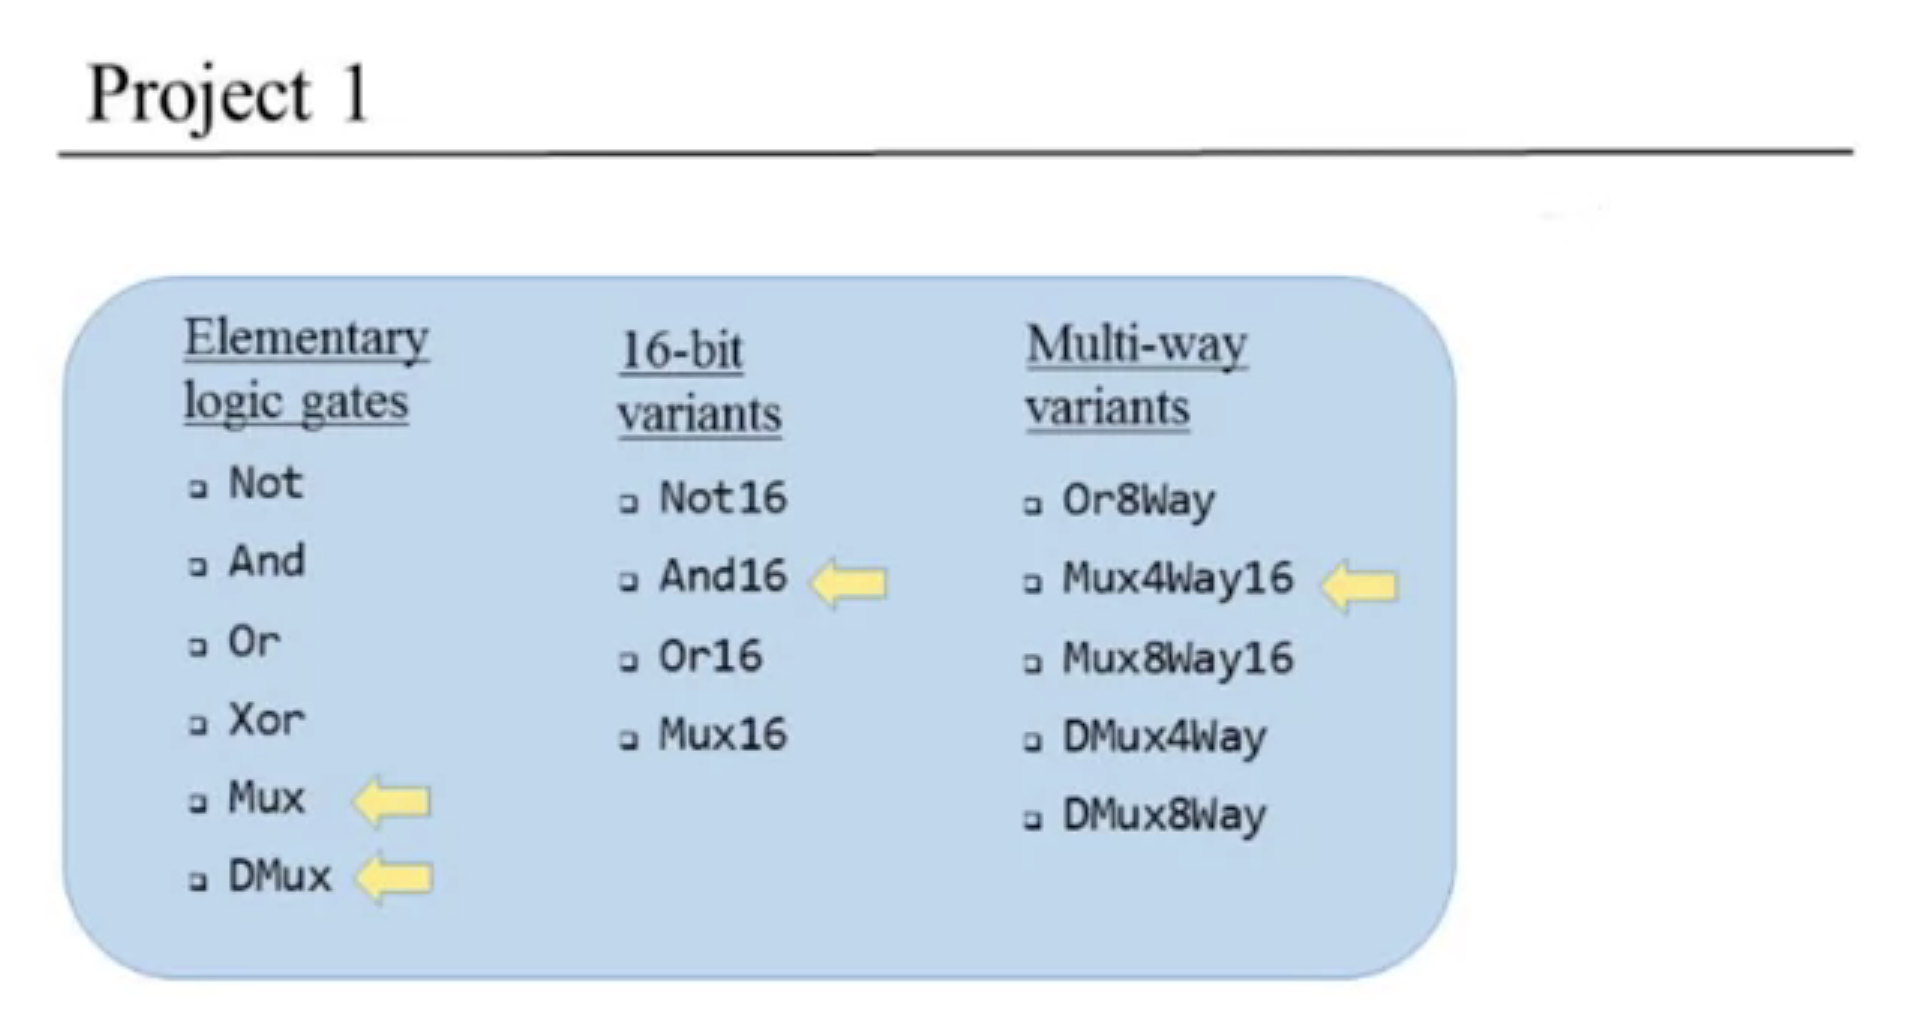 Project 1
Elementary
logic gates
Not
And
Or
Xor
Mux
DMux
16-bit
variants
Not16
And16
Or16
Mux16
Multi-way
variants
Or8Way
Mux4Way16
Mux8Way16
DMux4Way
DMux8Way